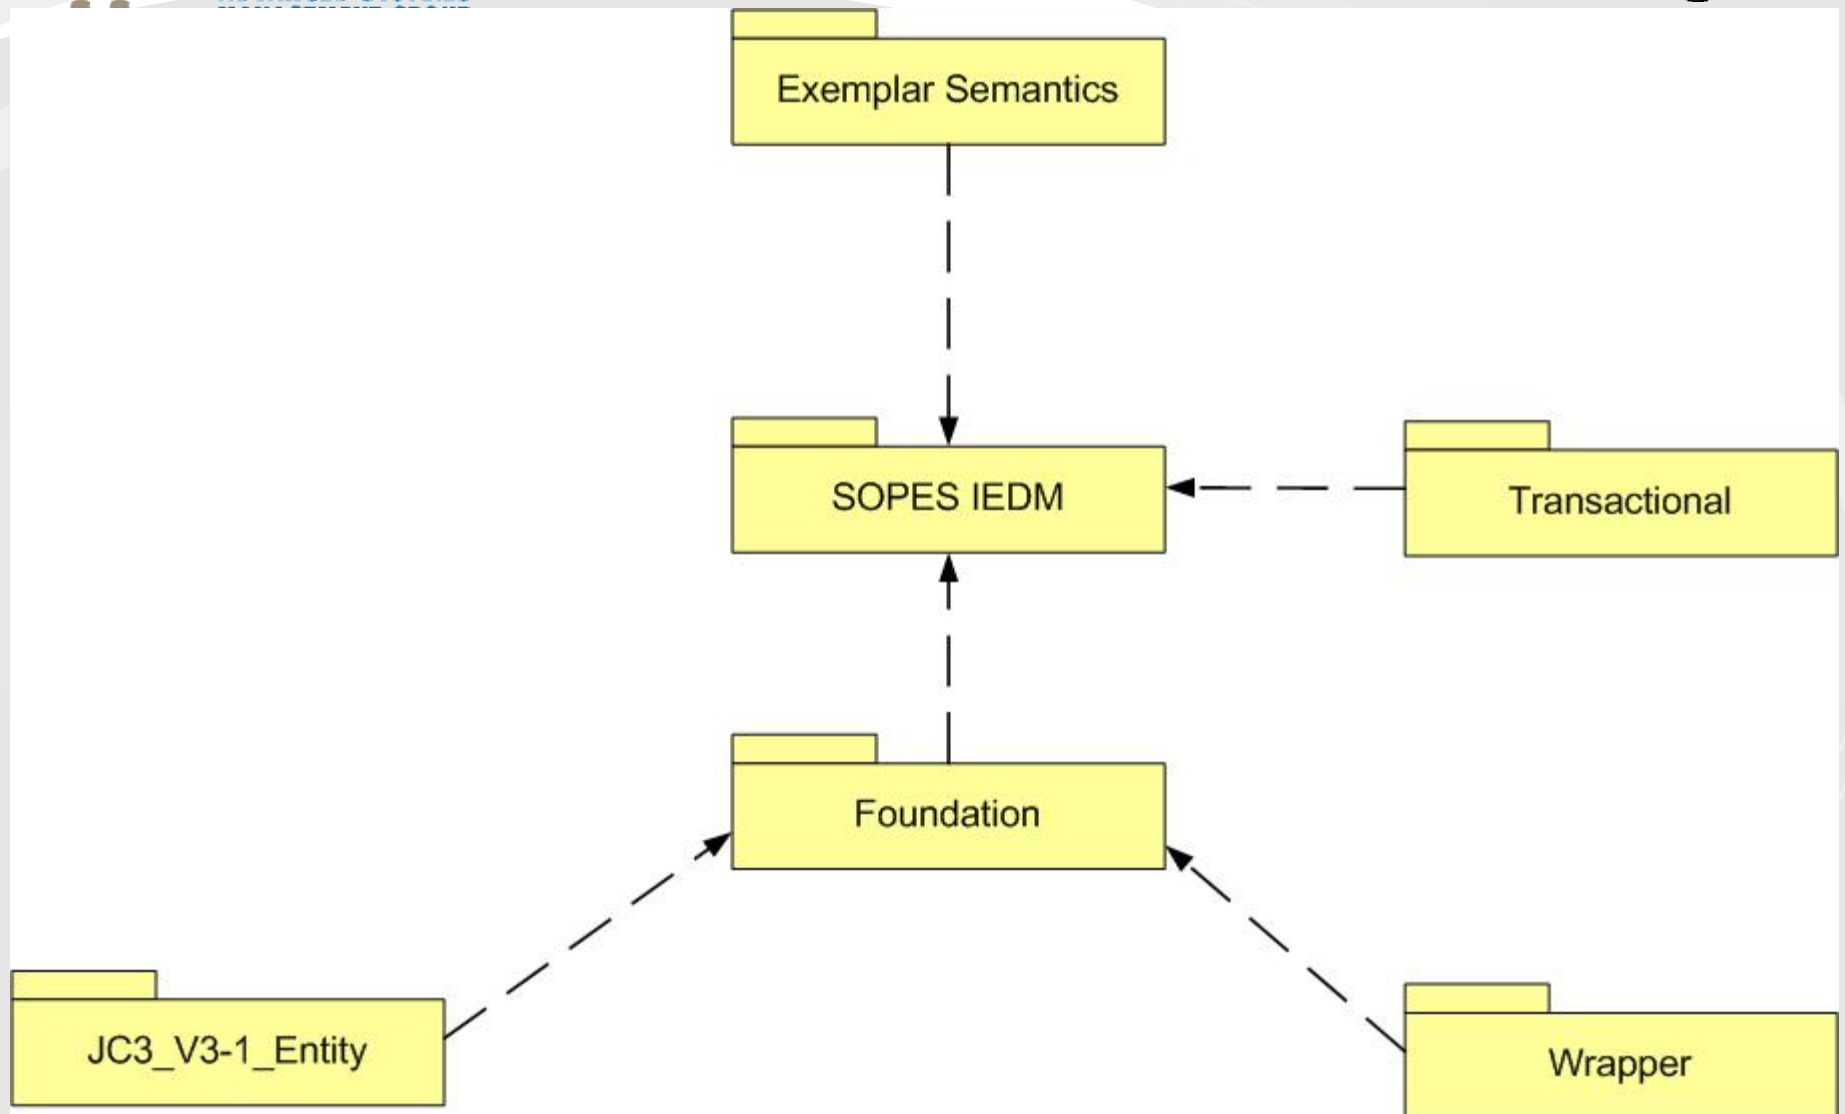 Exemplar Semantics
SOPES IEDM
Transactional
Foundation
JC3_V3-1_Entity
Wrapper